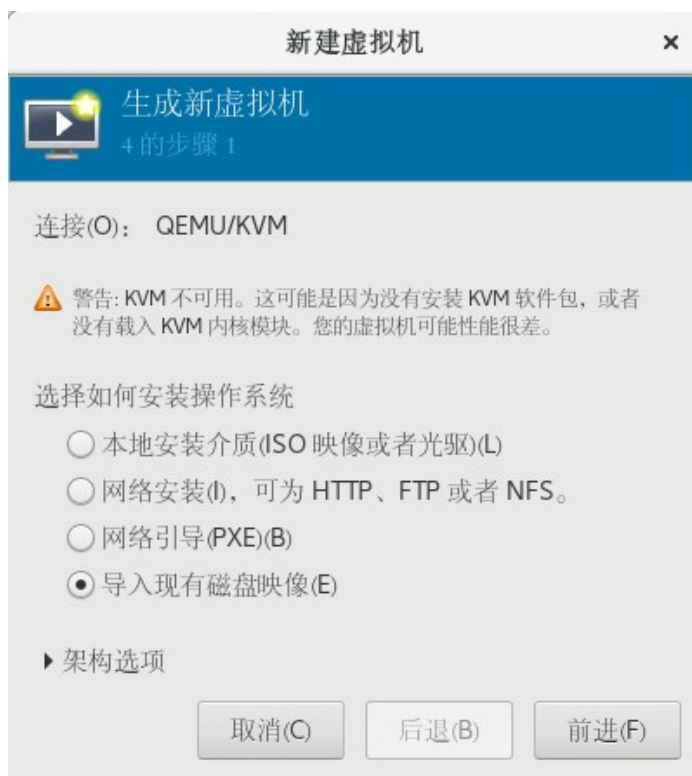 新建虚拟机
生成新虚拟机
4 的步骤 1
连接(O)： QEMU/KVM
警告: KVM 不可用。这可能是因为没有安装 KVM 软件包，或者
没有载入 KVM 内核模块。您的虚拟机可能性能很差。
选择如何安装操作系统
本地安装介质(ISO 映像或者光驱)(L)
网络安装(I)，可为 HTTP、FTP 或者 NFS。
网络引导(PXE)(B)
导入现有磁盘映像(E)
架构选项
取消(C) 后退(B) 前进(F)